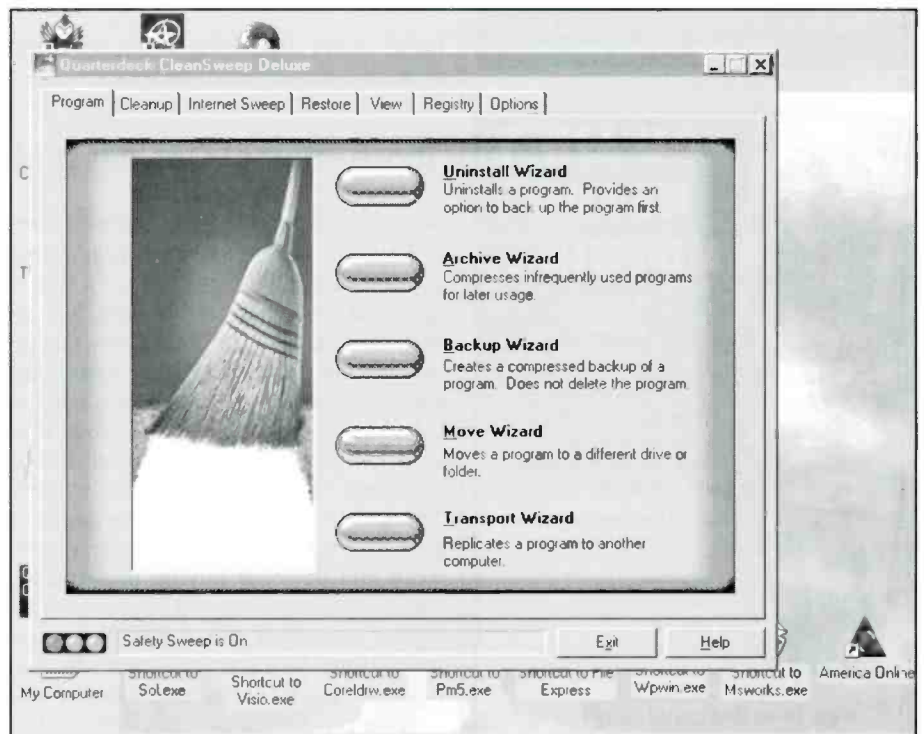 Quarterdeck CleanSweep Deluxe
Program Cleanup Internet Sweep Restore View Registry Options
Uninstall Wizard
Uninstalls a program. Provides an
option to back up the program first.
Archive Wizard
Compresses infrequently used programs
for later usage.
Backup Wizard
Creates a compressed backup of a
program. Does not delete the program.
Move Wizard
Moves a program to a different drive or
folder.
Transport Wizard
Replicates a program to another
computer.
Safety Sweep is On
Exit
Help
My Computer
Shortcut to
Sol.exe
Shortcut to
Visio.exe
Shortcut to
Coreldrw.exe
Shortcut to
Pm5.exe
Shortcut to File
Express
Shortcut to
Wpwin.exe
Shortcut to
Msworks.exe
America Online